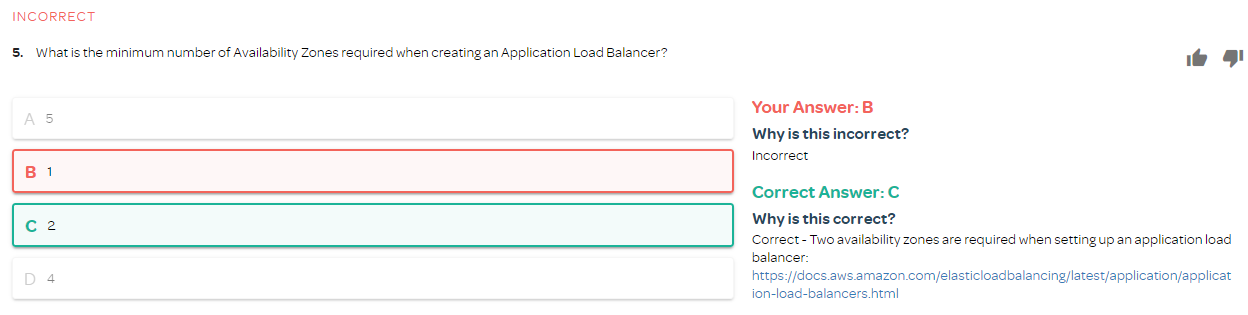 INCORRECT
5. What is the minimum number of Availability Zones required when creating an Application Load Balancer?
A 5
B 1
C 2
D 4
Your Answer: B
Why is this incorrect?
Incorrect
Correct Answer: C
Why is this correct?
Correct - Two availability zones are required when setting up an application load
balancer:
https://docs.aws.amazon.com/elasticloadbalancing/latest/application/applicat
ion-load-balancers.html